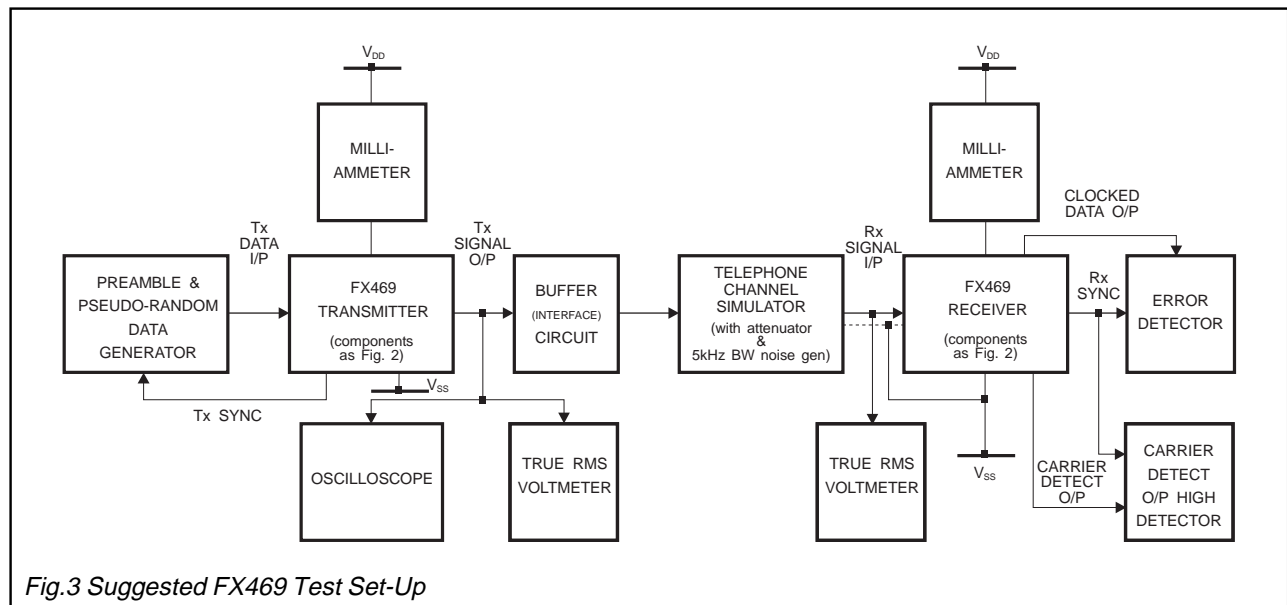 VDD
VDD
MILLI-
AMMETER
MILLI-
AMMETER
CLOCKED
DATA O/P
Tx
DATA
I/P
Tx
SIGNAL
O/P
Rx
SIGNAL
I/P
Rx
SYNC
PREAMBLE &
PSEUDO-RANDOM
DATA
GENERATOR
FX469
TRANSMITTER
(components
as Fig. 2)
BUFFER
(INTERFACE)
CIRCUIT
TELEPHONE
CHANNEL
SIMULATOR
(with attenuator
&
5kHz BW noise gen)
FX469
RECEIVER
(components
as Fig. 2)
ERROR
DETECTOR
VSS
Tx SYNC
OSCILLOSCOPE
TRUE RMS
VOLTMETER
TRUE RMS
VOLTMETER
VSS
CARRIER
DETECT
O/P
CARRIER
DETECT
O/P HIGH
DETECTOR
Fig.3 Suggested FX469 Test Set-Up